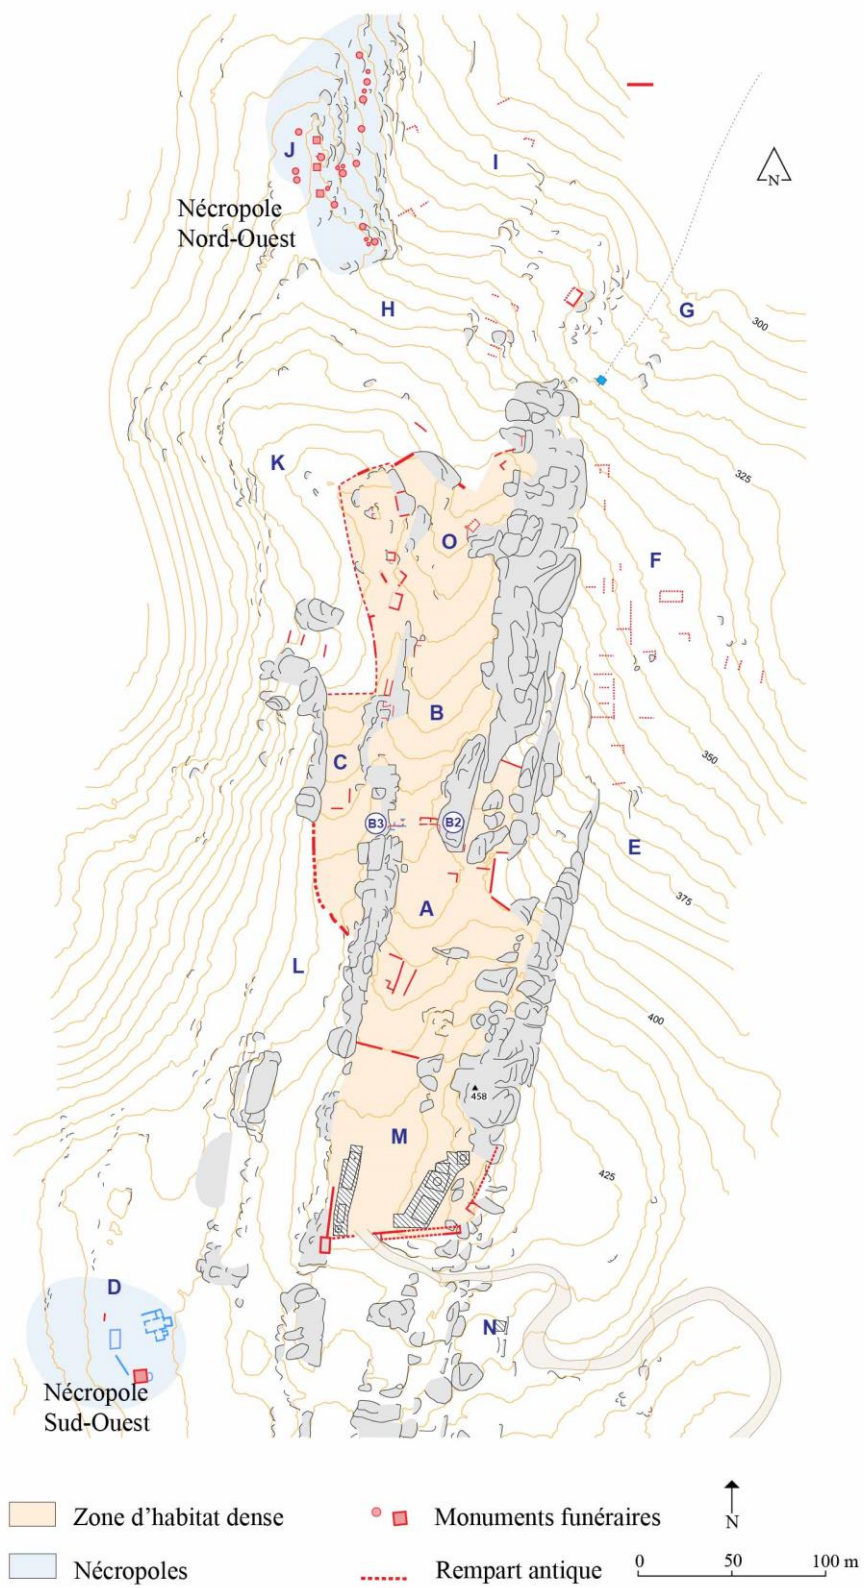 J
I
N
Nécropole
Nord-Ouest
H
G
300
K
325
O
F
B
350
C
B3
B2
E
A
375
L
400
458
M
425
D
N
Nécropole
Sud-Ouest
Zone d'habitat dense
Monuments funéraires
N
Nécropoles
Rempart antique
0 50 100 m